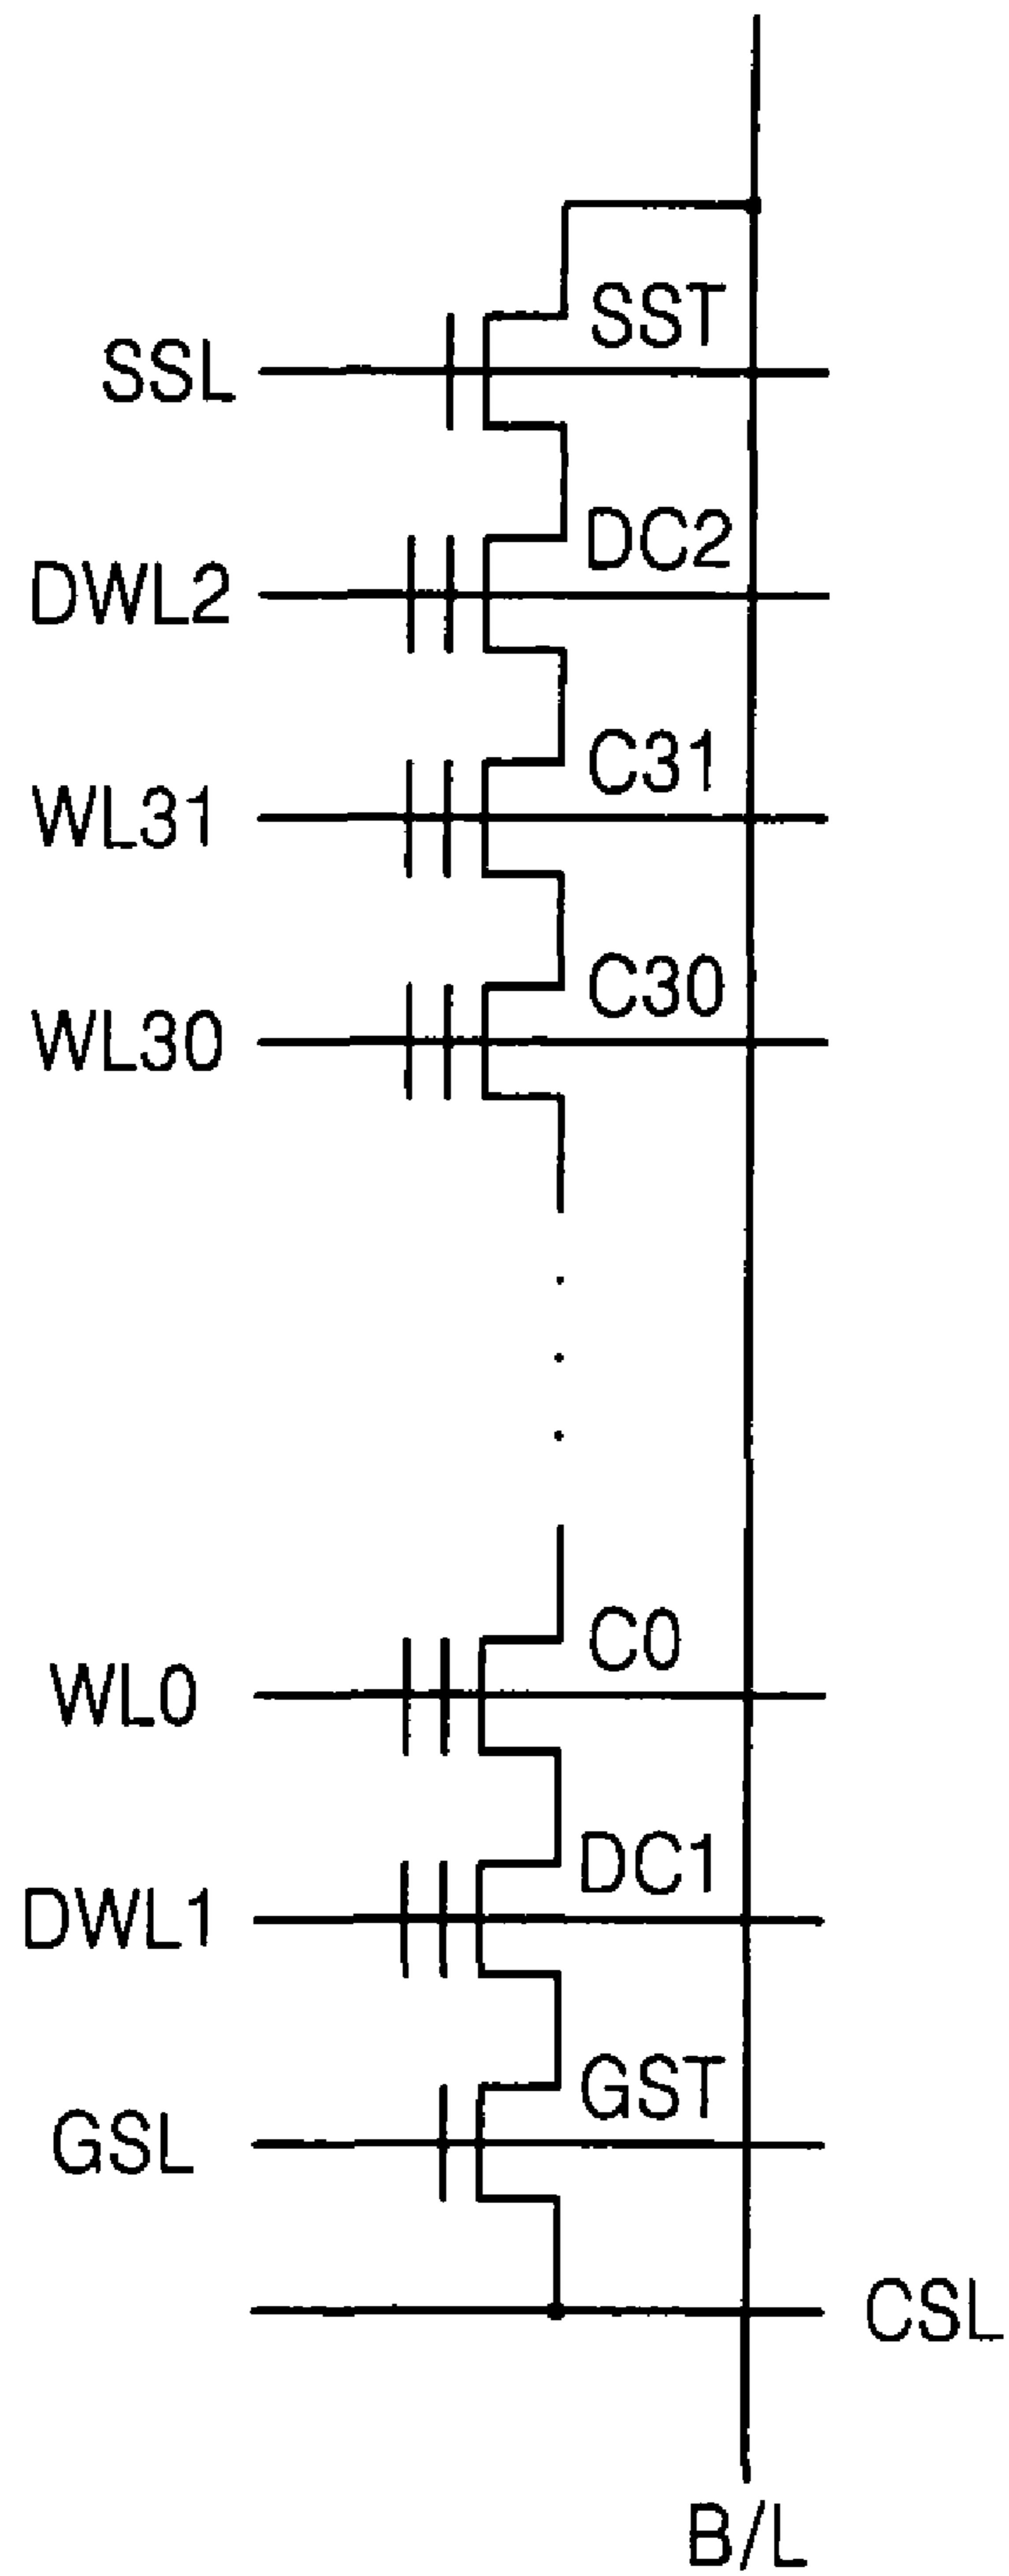 SST
SSL
DC2
DWL2
C31
WL31
C30
WL30
C0
WL0
DC1
DWL1
GST
GSL
CSL
B/L